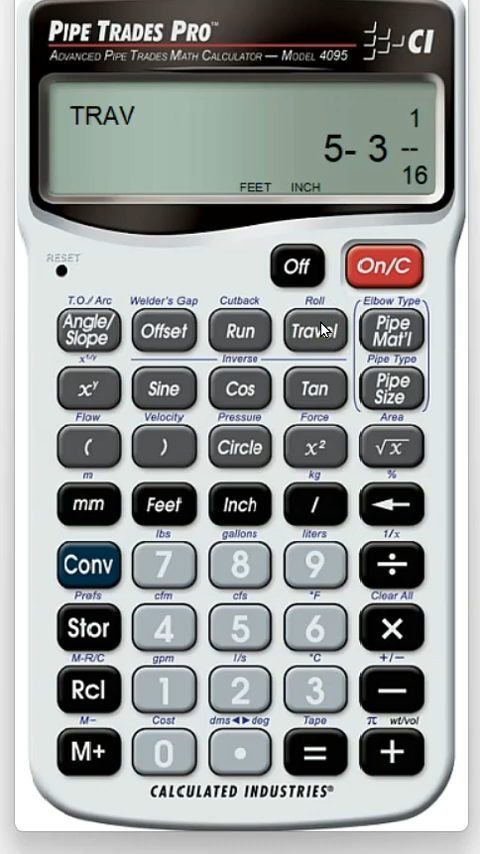 PIPE TRADES PRO™
ADVANCED PIPE TRADES MATH CALCULATOR — MODEL 4095
CI
TRAV
1
5- 3 --
16
FEET INCH
RESET
Off On/C
T.O./ Arc Welder's Gap Cutback Roll Elbow Type
Angle/ Slope Offset Run Travel Pipe Mat'l
x¹/ʸ Inverse Pipe Type
xʸ Sine Cos Tan Pipe Size
Flow Velocity Pressure Force Area
( ) Circle x² √x
m kg %
mm Feet Inch / ←
lbs gallons liters 1/x
Conv 7 8 9 ÷
Prefs cfm cfs °F Clear All
Stor 4 5 6 ×
M-R/C gpm l/s °C +/−
Rcl 1 2 3 −
M− Cost dms◄►deg Tape π wt/vol
M+ 0 • = +
CALCULATED INDUSTRIES®